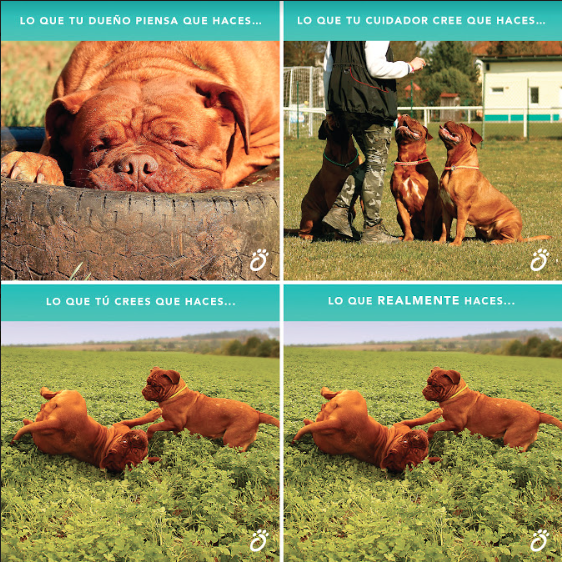 LO QUE TU DUEÑO PIENSA QUE HACES...
LO QUE TU CUIDADOR CREE QUE HACES...
LO QUE TÚ CREES QUE HACES...
LO QUE REALMENTE HACES...